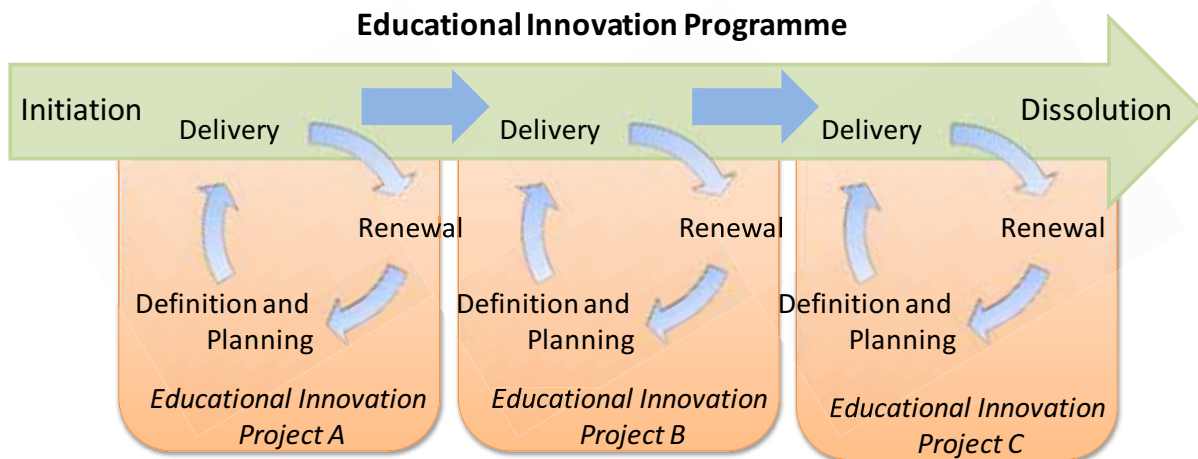 Educational Innovation Programme
Initiation
Delivery
Delivery
Delivery
Dissolution
Renewal
Renewal
Renewal
Definition and
Planning
Definition and
Planning
Definition and
Planning
Educational Innovation
Project A
Educational Innovation
Project B
Educational Innovation
Project C